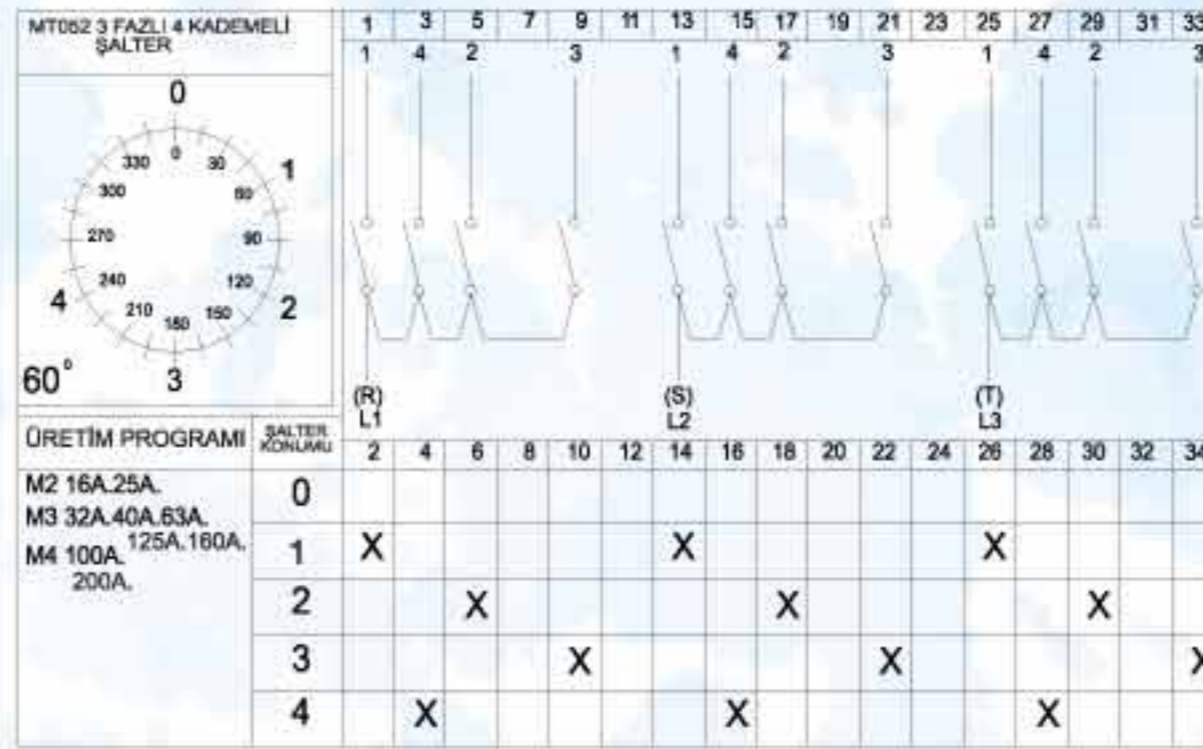 MT052 3 FAZLI 4 KADEMELİ
ŞALTER
1 3 5 7 9 11 13 15 17 19 21 23 25 27 29 31 33
1 4 2 3 1 4 2 3 1 4 2 3
0
1
2
3
4
0 30 60 90 120 150 180 210 240 270 300 330
60°
(R) (S) (T)
L1 L2 L3
ÜRETİM PROGRAMI
ŞALTER
KONUMU
2 4 6 8 10 12 14 16 18 20 22 24 26 28 30 32 34
M2 16A.25A.
M3 32A.40A.63A.
M4 100A. 125A.160A.
200A.
0
1 X X X
2 X X X
3 X X X
4 X X X